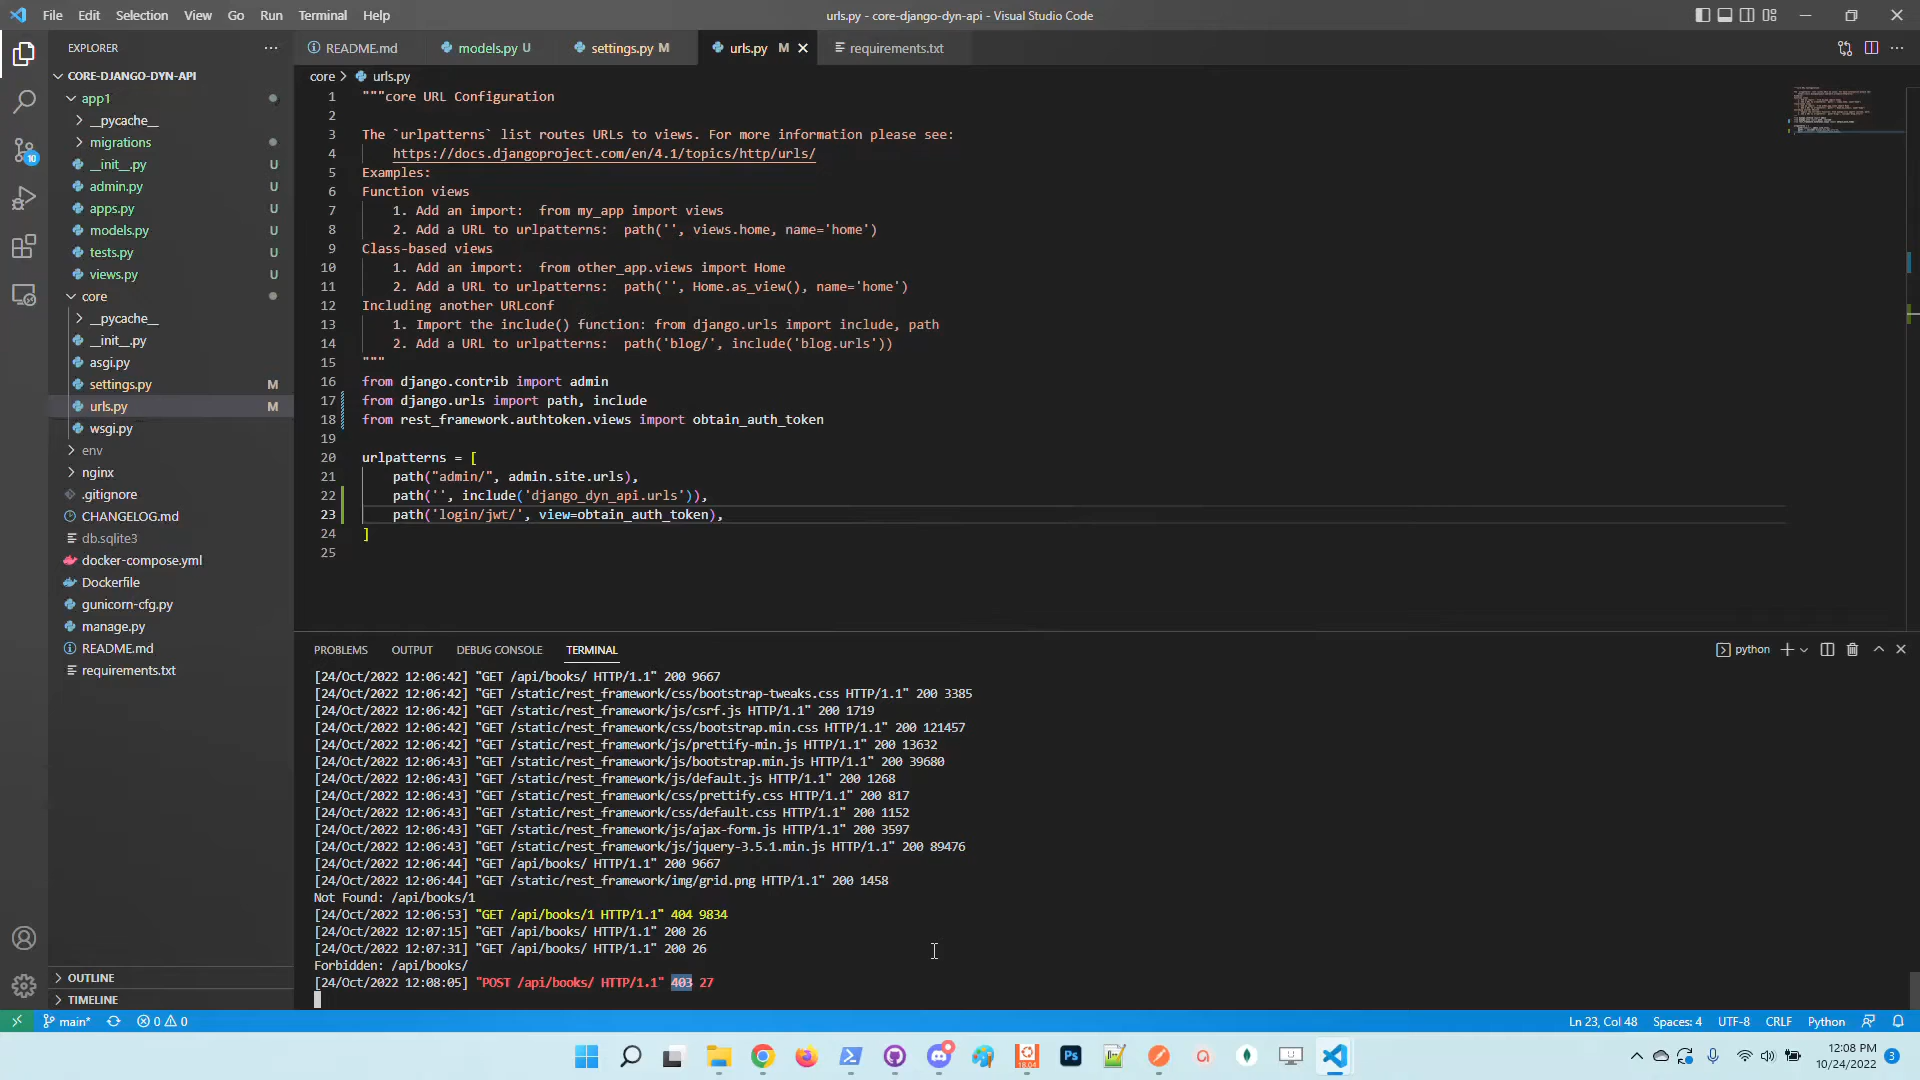 File Edit Selection View Go Run Terminal Help
urls.py - core-django-dyn-api - Visual Studio Code
EXPLORER
README.md
models.py U
settings.py M
urls.py M
requirements.txt
CORE-DJANGO-DYN-API
app1
__pycache__
migrations
__init__.py U
admin.py U
apps.py U
models.py U
tests.py U
views.py U
core
__pycache__
__init__.py
asgi.py
settings.py M
urls.py M
wsgi.py
env
nginx
.gitignore
CHANGELOG.md
db.sqlite3
docker-compose.yml
Dockerfile
gunicorn-cfg.py
manage.py
README.md
requirements.txt
OUTLINE
TIMELINE
10
core > urls.py
1 """core URL Configuration
2
3 The `urlpatterns` list routes URLs to views. For more information please see:
4 https://docs.djangoproject.com/en/4.1/topics/http/urls/
5 Examples:
6 Function views
7 1. Add an import:  from my_app import views
8 2. Add a URL to urlpatterns:  path('', views.home, name='home')
9 Class-based views
10 1. Add an import:  from other_app.views import Home
11 2. Add a URL to urlpatterns:  path('', Home.as_view(), name='home')
12 Including another URLconf
13 1. Import the include() function: from django.urls import include, path
14 2. Add a URL to urlpatterns:  path('blog/', include('blog.urls'))
15 """
16 from django.contrib import admin
17 from django.urls import path, include
18 from rest_framework.authtoken.views import obtain_auth_token
19
20 urlpatterns = [
21 path("admin/", admin.site.urls),
22 path('', include('django_dyn_api.urls')),
23 path('login/jwt/', view=obtain_auth_token),
24 ]
25
PROBLEMS OUTPUT DEBUG CONSOLE TERMINAL
python
[24/Oct/2022 12:06:42] "GET /api/books/ HTTP/1.1" 200 9667
[24/Oct/2022 12:06:42] "GET /static/rest_framework/css/bootstrap-tweaks.css HTTP/1.1" 200 3385
[24/Oct/2022 12:06:42] "GET /static/rest_framework/js/csrf.js HTTP/1.1" 200 1719
[24/Oct/2022 12:06:42] "GET /static/rest_framework/css/bootstrap.min.css HTTP/1.1" 200 121457
[24/Oct/2022 12:06:42] "GET /static/rest_framework/js/prettify-min.js HTTP/1.1" 200 13632
[24/Oct/2022 12:06:43] "GET /static/rest_framework/js/bootstrap.min.js HTTP/1.1" 200 39680
[24/Oct/2022 12:06:43] "GET /static/rest_framework/js/default.js HTTP/1.1" 200 1268
[24/Oct/2022 12:06:43] "GET /static/rest_framework/css/prettify.css HTTP/1.1" 200 817
[24/Oct/2022 12:06:43] "GET /static/rest_framework/css/default.css HTTP/1.1" 200 1152
[24/Oct/2022 12:06:43] "GET /static/rest_framework/js/ajax-form.js HTTP/1.1" 200 3597
[24/Oct/2022 12:06:43] "GET /static/rest_framework/js/jquery-3.5.1.min.js HTTP/1.1" 200 89476
[24/Oct/2022 12:06:44] "GET /api/books/ HTTP/1.1" 200 9667
[24/Oct/2022 12:06:44] "GET /static/rest_framework/img/grid.png HTTP/1.1" 200 1458
Not Found: /api/books/1
[24/Oct/2022 12:06:53] "GET /api/books/1 HTTP/1.1" 404 9834
[24/Oct/2022 12:07:15] "GET /api/books/ HTTP/1.1" 200 26
[24/Oct/2022 12:07:31] "GET /api/books/ HTTP/1.1" 200 26
Forbidden: /api/books/
[24/Oct/2022 12:08:05] "POST /api/books/ HTTP/1.1" 403 27
main* 0 0
Ln 23, Col 48 Spaces: 4 UTF-8 CRLF Python
18.04
Ps
12:08 PM
10/24/2022
3